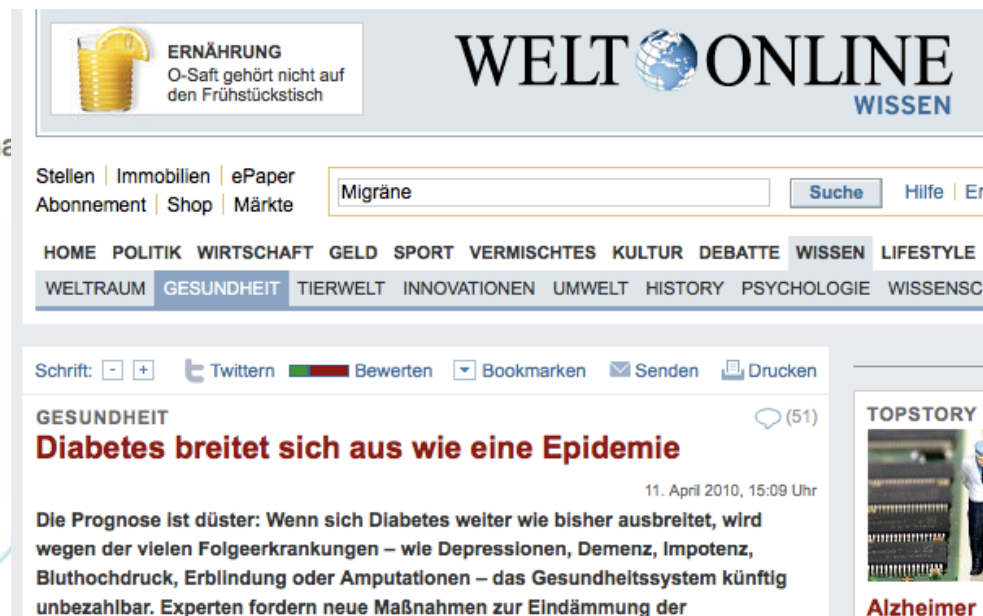 ERNÄHRUNG
O-Saft gehört nicht auf
den Frühstückstisch
WELT ONLINE
WISSEN
Stellen | Immobilien | ePaper
Abonnement | Shop | Märkte
Migräne
Suche
Hilfe |
HOME POLITIK WIRTSCHAFT GELD SPORT VERMISCHTES KULTUR DEBATTE WISSEN LIFESTYLE
WELTRAUM GESUNDHEIT TIERWELT INNOVATIONEN UMWELT HISTORY PSYCHOLOGIE WISSENSC
Schrift: - + Twittern Bewerten Bookmarken Senden Drucken
GESUNDHEIT
(51)
Diabetes breitet sich aus wie eine Epidemie
11. April 2010, 15:09 Uhr
Die Prognose ist düster: Wenn sich Diabetes weiter wie bisher ausbreitet, wird
wegen der vielen Folgeerkrankungen – wie Depressionen, Demenz, Impotenz,
Bluthochdruck, Erblindung oder Amputationen – das Gesundheitssystem künftig
unbezahlbar. Experten fordern neue Maßnahmen zur Eindämmung der
TOPSTORY
Alzheimer